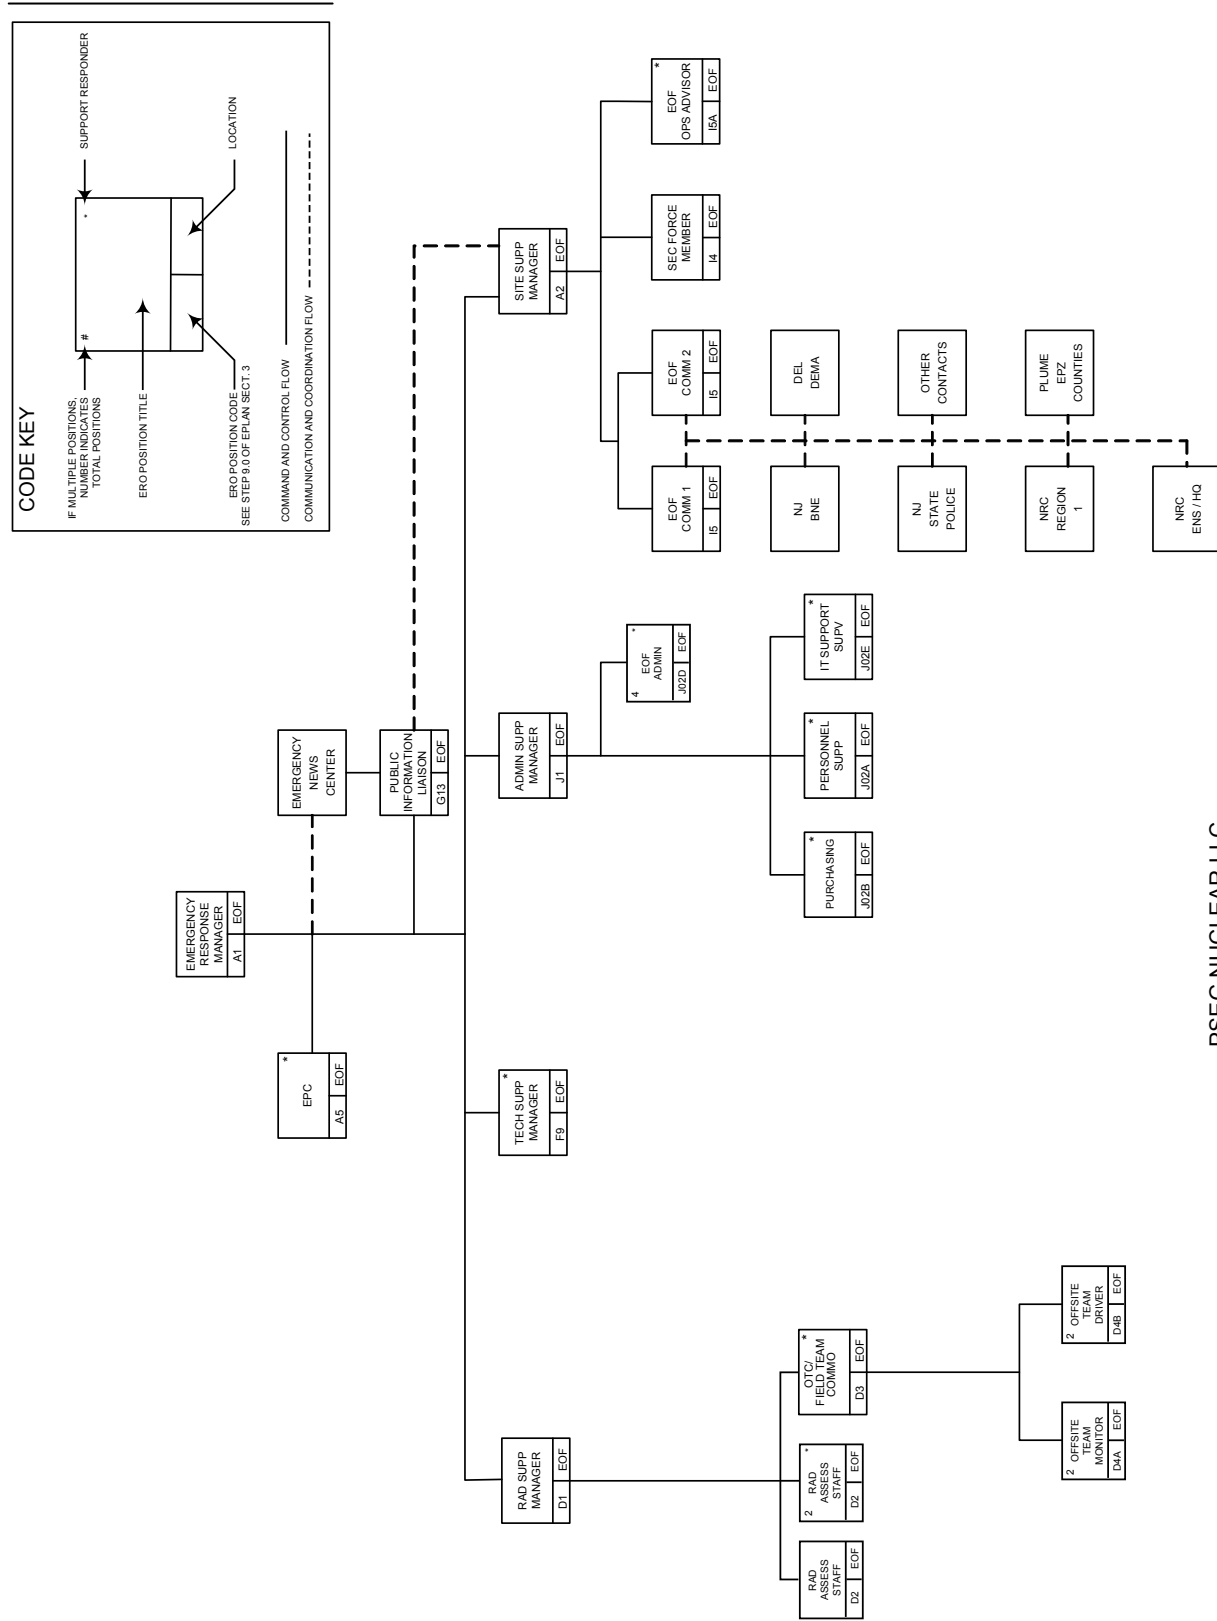 CODE KEY
IF MULTIPLE POSITIONS,
NUMBER INDICATES
TOTAL POSITIONS
#
*
SUPPORT RESPONDER
ERO POSITION TITLE
ERO POSITION CODE
SEE STEP 9.0 OF EPLAN SECT. 3
LOCATION
COMMAND AND CONTROL FLOW
COMMUNICATION AND COORDINATION FLOW
EMERGENCY
RESPONSE
MANAGER
A1 EOF
EPC
*
A5 EOF
EMERGENCY
NEWS
CENTER
PUBLIC
INFORMATION
LIAISON
G13 EOF
RAD SUPP
MANAGER
D1 EOF
TECH SUPP
MANAGER
*
F9 EOF
ADMIN SUPP
MANAGER
J1 EOF
SITE SUPP
MANAGER
A2 EOF
RAD
ASSESS
STAFF
D2 EOF
2
RAD
ASSESS
STAFF
*
D2 EOF
OTC/
FIELD TEAM
COMMO
*
D3 EOF
2 OFFSITE
TEAM
MONITOR
D4A EOF
2 OFFSITE
TEAM
DRIVER
D4B EOF
4
EOF
ADMIN
*
J02D EOF
PURCHASING
*
J02B EOF
PERSONNEL
SUPP
*
J02A EOF
IT SUPPORT
SUPV
*
J02E EOF
EOF
COMM 1
I5 EOF
EOF
COMM 2
I5 EOF
SEC FORCE
MEMBER
I4 EOF
EOF
OPS ADVISOR
*
I5A EOF
NJ
BNE
DEL
DEMA
NJ
STATE
POLICE
OTHER
CONTACTS
NRC
REGION
1
PLUME
EPZ
COUNTIES
NRC
ENS / HQ
PSEG NUCLEAR LLC